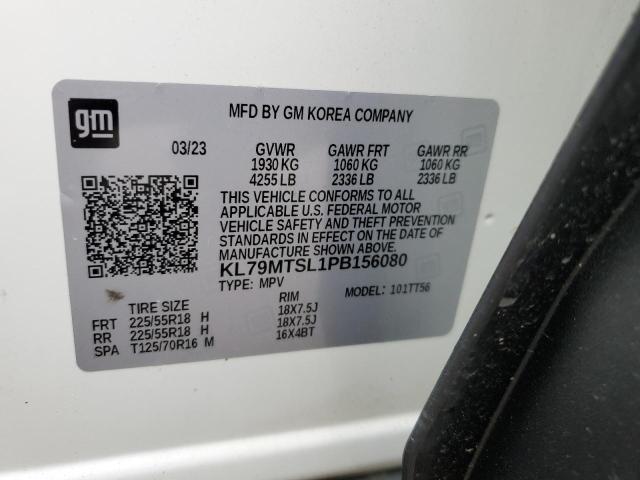 gm
MFD BY GM KOREA COMPANY
03/23 GVWR GAWR FRT GAWR RR
1930 KG 1060 KG 1060 KG
4255 LB 2336 LB 2336 LB
THIS VEHICLE CONFORMS TO ALL
APPLICABLE U.S. FEDERAL MOTOR
VEHICLE SAFETY AND THEFT PREVENTION
STANDARDS IN EFFECT ON THE DATE OF
MANUFACTURE SHOWN ABOVE.
KL79MTSL1PB156080
TYPE: MPV MODEL: 101TT56
TIRE SIZE RIM
FRT 225/55R18 H 18X7.5J
RR 225/55R18 H 18X7.5J
SPA T125/70R16 M 16X4BT